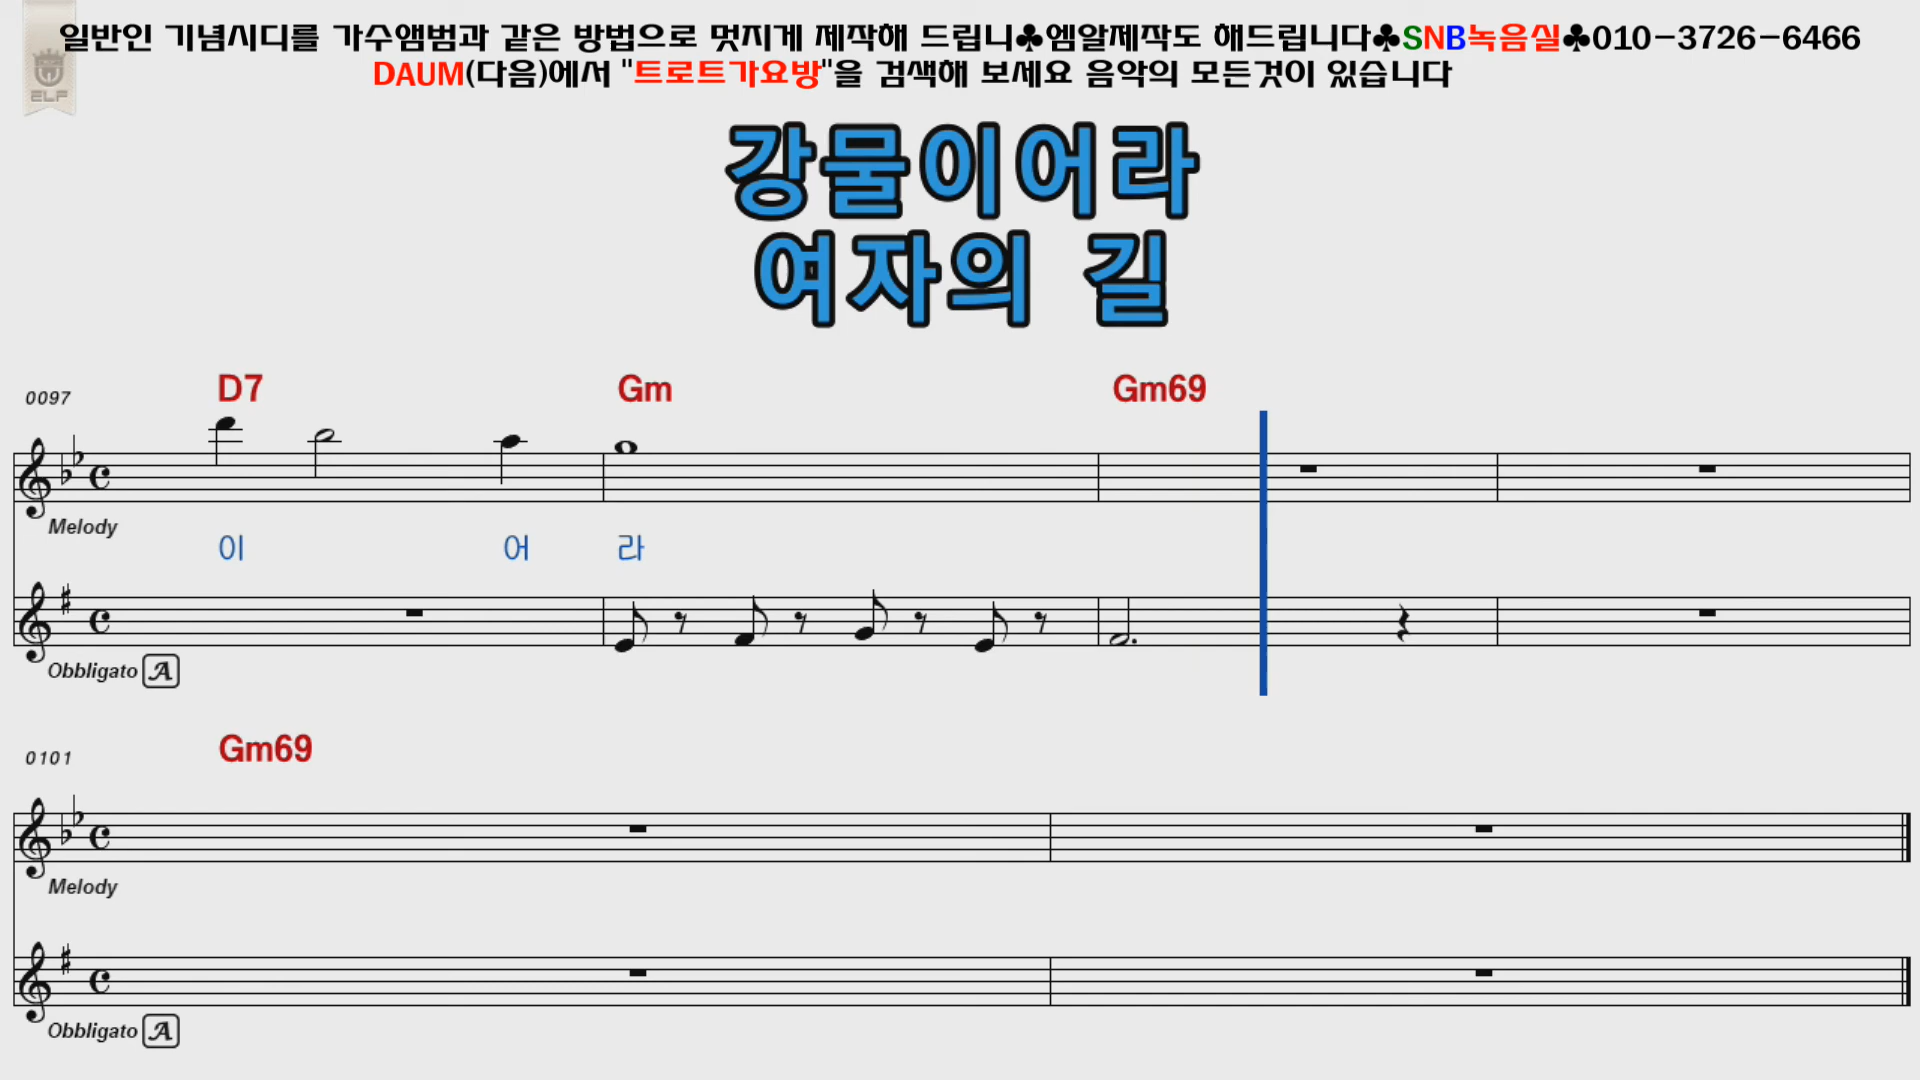 일반인 기념시디를 가수앨범과 같은 방법으로 멋지게 제작해 드립니♣엠알제작도 해드립니다♣SNB녹음실♣010-3726-6466
DAUM(다음)에서 "트로트가요방"을 검색해 보세요 음악의 모든것이 있습니다
ELF
강물이어라
여자의 길
0097 D7 Gm Gm69
Melody
이 어 라
Obbligato A
0101 Gm69
Melody
Obbligato A